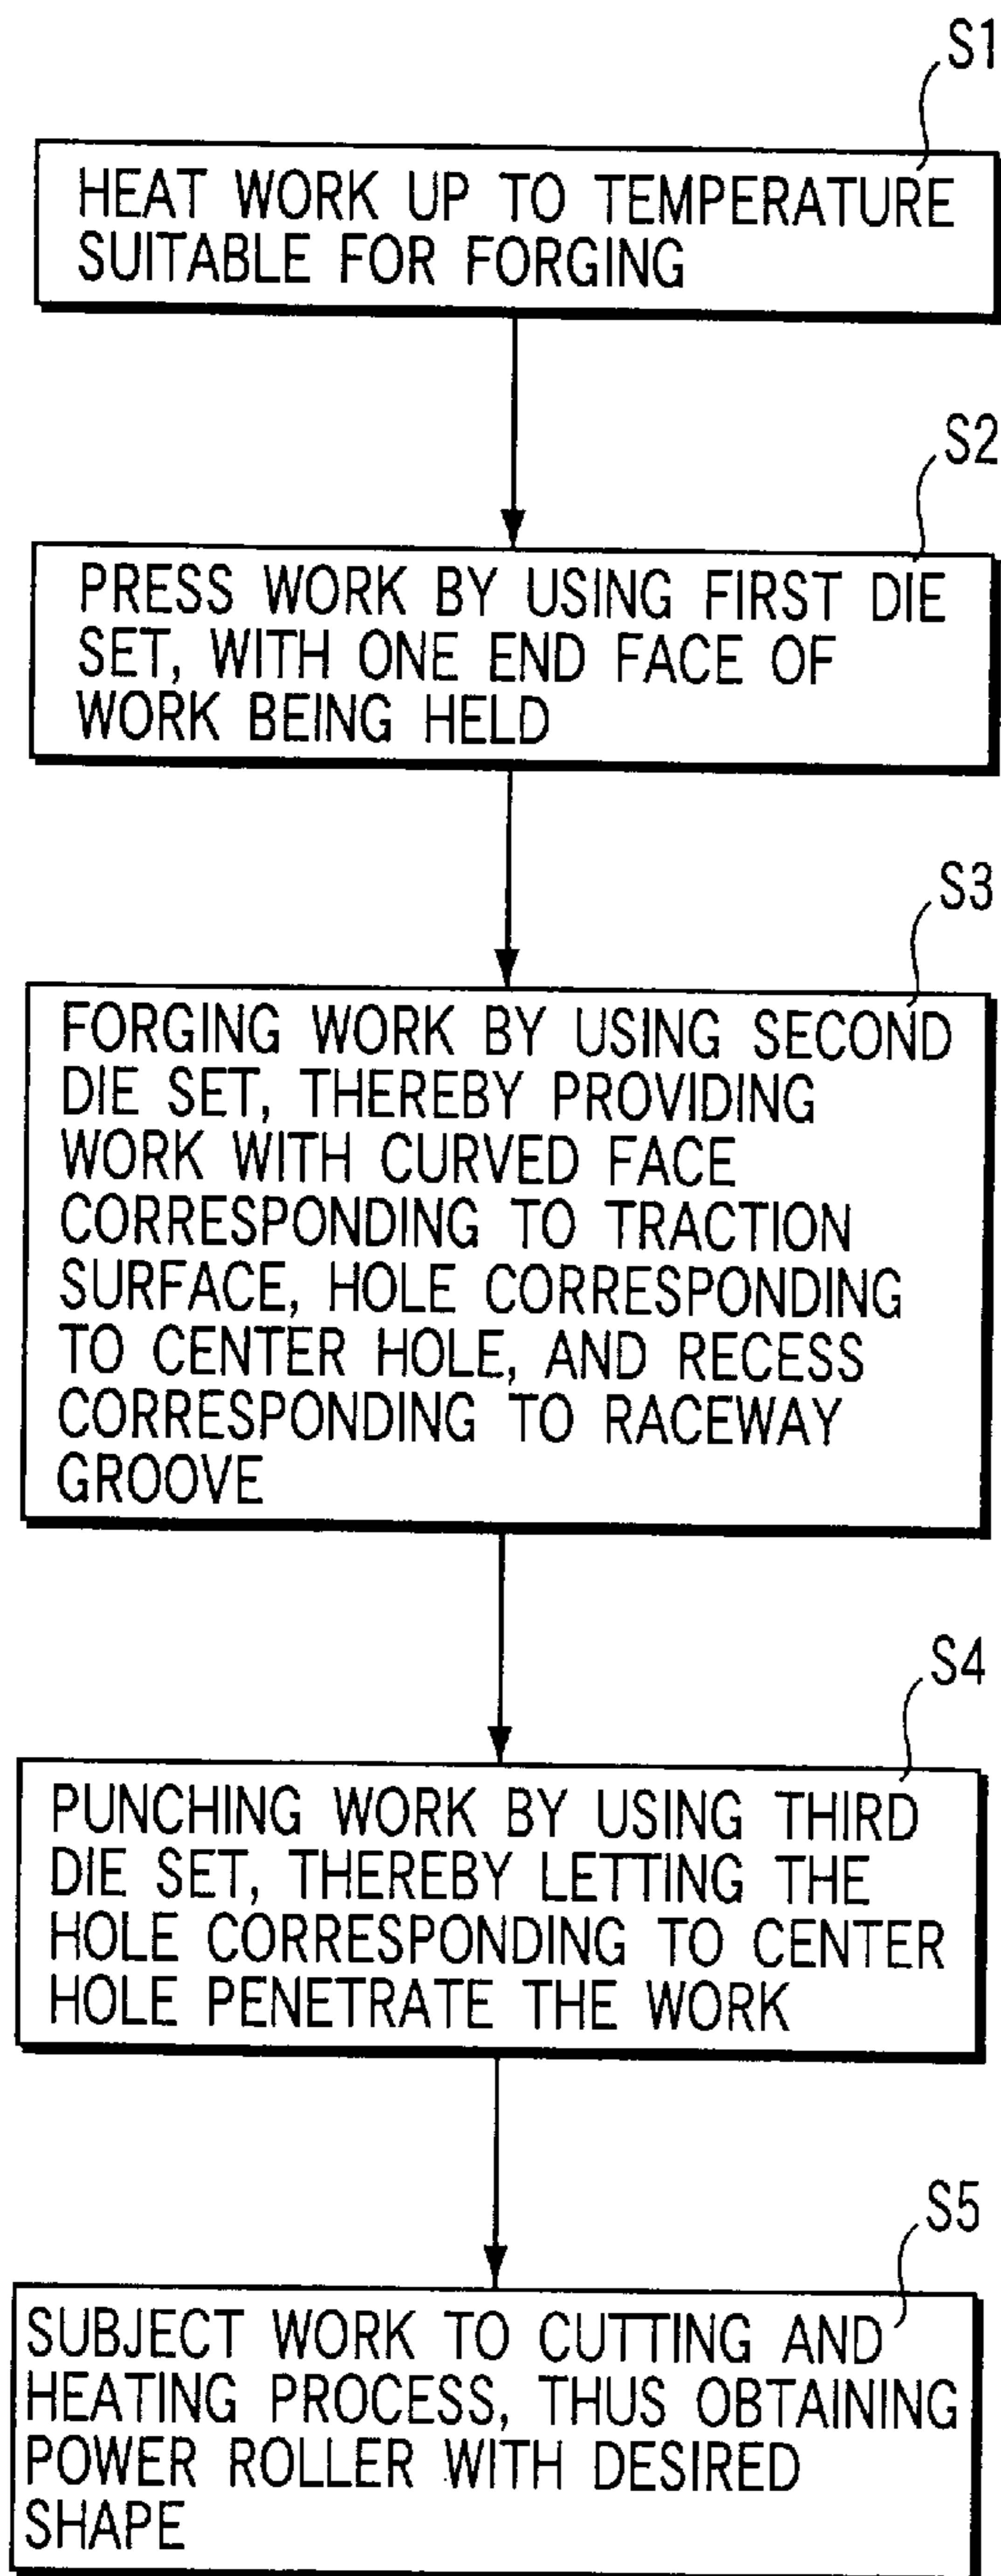 S1
HEAT WORK UP TO TEMPERATURE
SUITABLE FOR FORGING
S2
PRESS WORK BY USING FIRST DIE
SET, WITH ONE END FACE OF
WORK BEING HELD
S3
FORGING WORK BY USING SECOND
DIE SET, THEREBY PROVIDING
WORK WITH CURVED FACE
CORRESPONDING TO TRACTION
SURFACE, HOLE CORRESPONDING
TO CENTER HOLE, AND RECESS
CORRESPONDING TO RACEWAY
GROOVE
S4
PUNCHING WORK BY USING THIRD
DIE SET, THEREBY LETTING THE
HOLE CORRESPONDING TO CENTER
HOLE PENETRATE THE WORK
S5
SUBJECT WORK TO CUTTING AND
HEATING PROCESS, THUS OBTAINING
POWER ROLLER WITH DESIRED
SHAPE